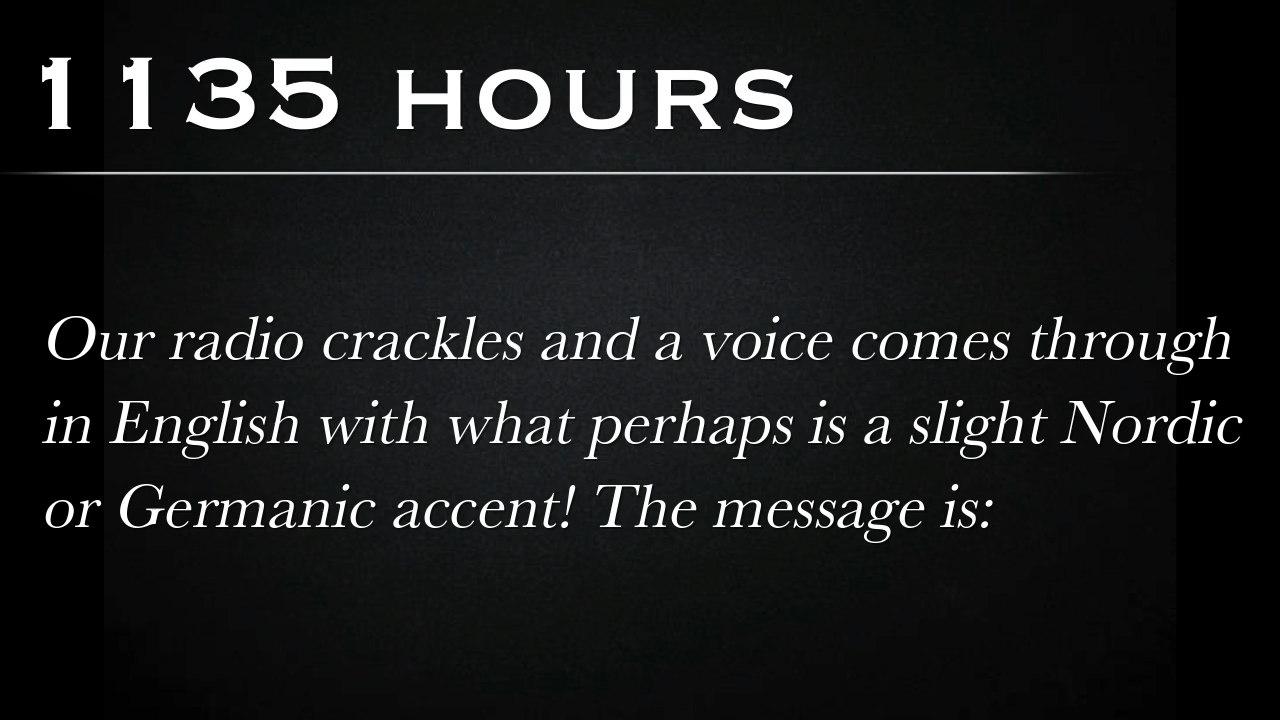 1135 HOURS
Our radio crackles and a voice comes through
in English with what perhaps is a slight Nordic
or Germanic accent! The message is: